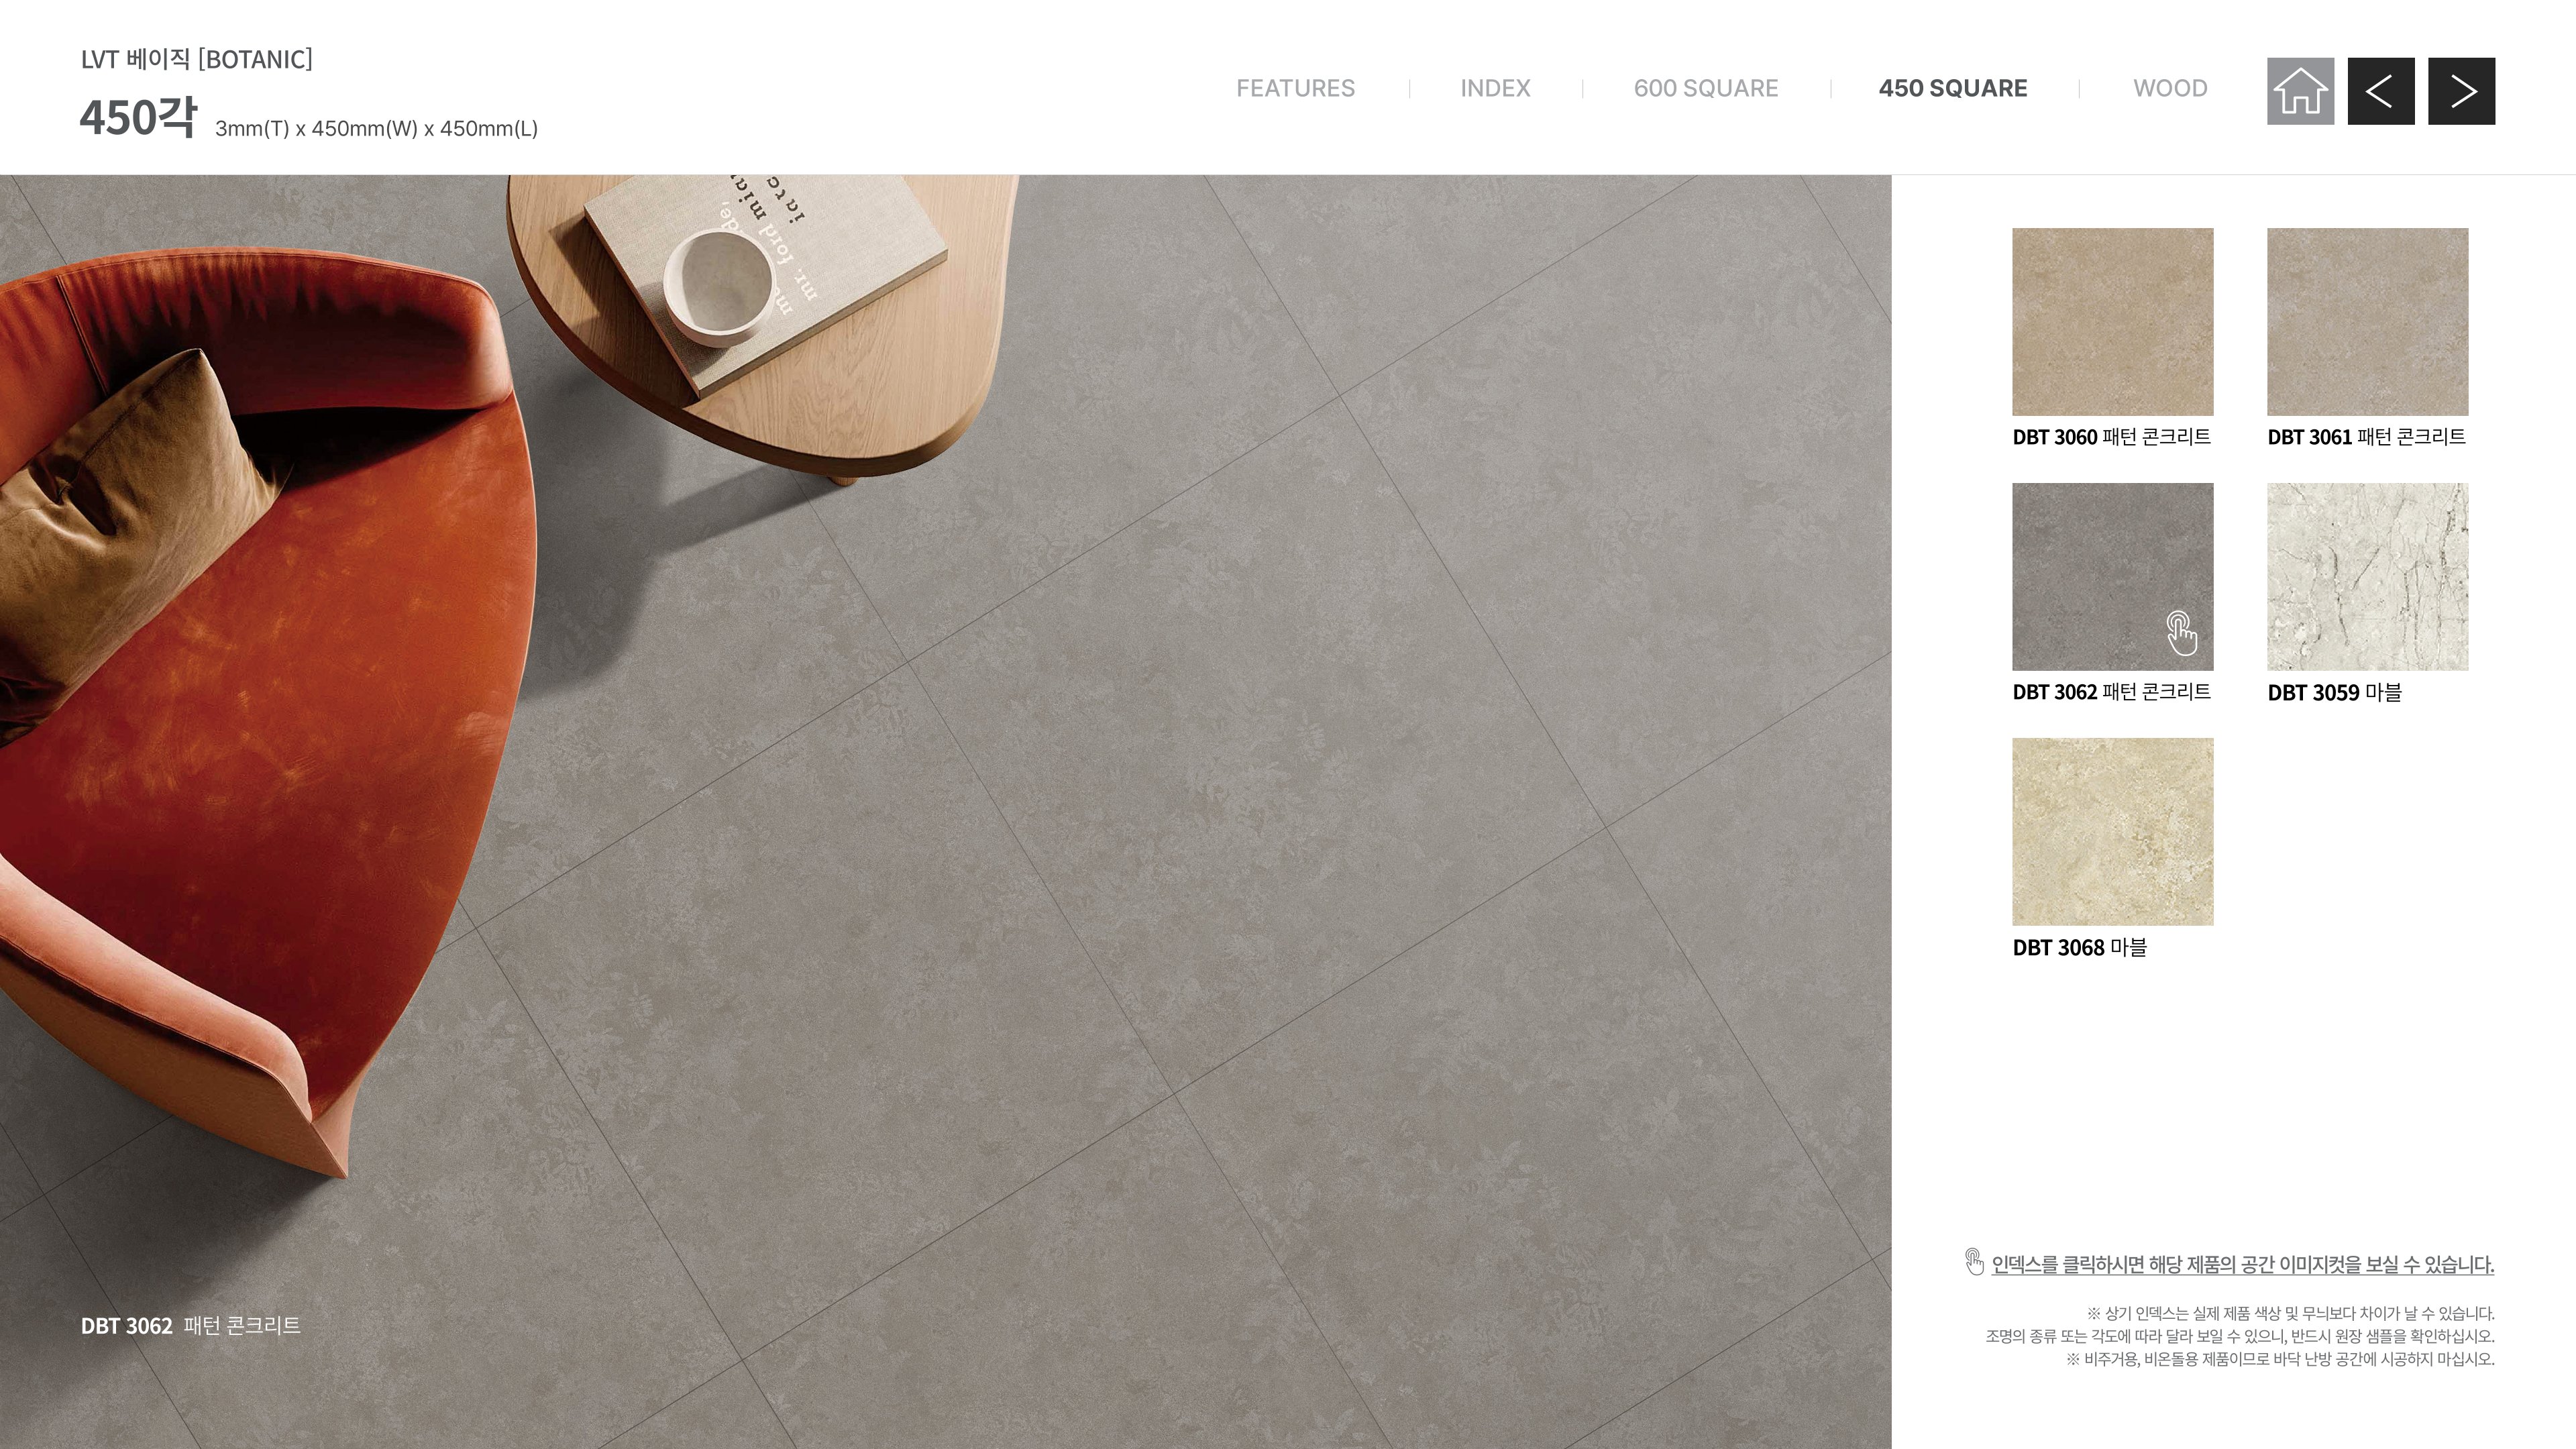 LVT 베이직 [BOTANIC]
450각 3mm(T) x 450mm(W) x 450mm(L)
FEATURES
INDEX
600 SQUARE
450 SQUARE
WOOD
mr. ford
DBT 3060 패턴 콘크리트
DBT 3061 패턴 콘크리트
DBT 3062 패턴 콘크리트
DBT 3059 마블
DBT 3068 마블
DBT 3062 패턴 콘크리트
인덱스를 클릭하시면 해당 제품의 공간 이미지컷을 보실 수 있습니다.
※ 상기 인덱스는 실제 제품 색상 및 무늬보다 차이가 날 수 있습니다.
조명의 종류 또는 각도에 따라 달라 보일 수 있으니, 반드시 원장 샘플을 확인하십시오.
※ 비주거용, 비온돌용 제품이므로 바닥 난방 공간에 시공하지 마십시오.